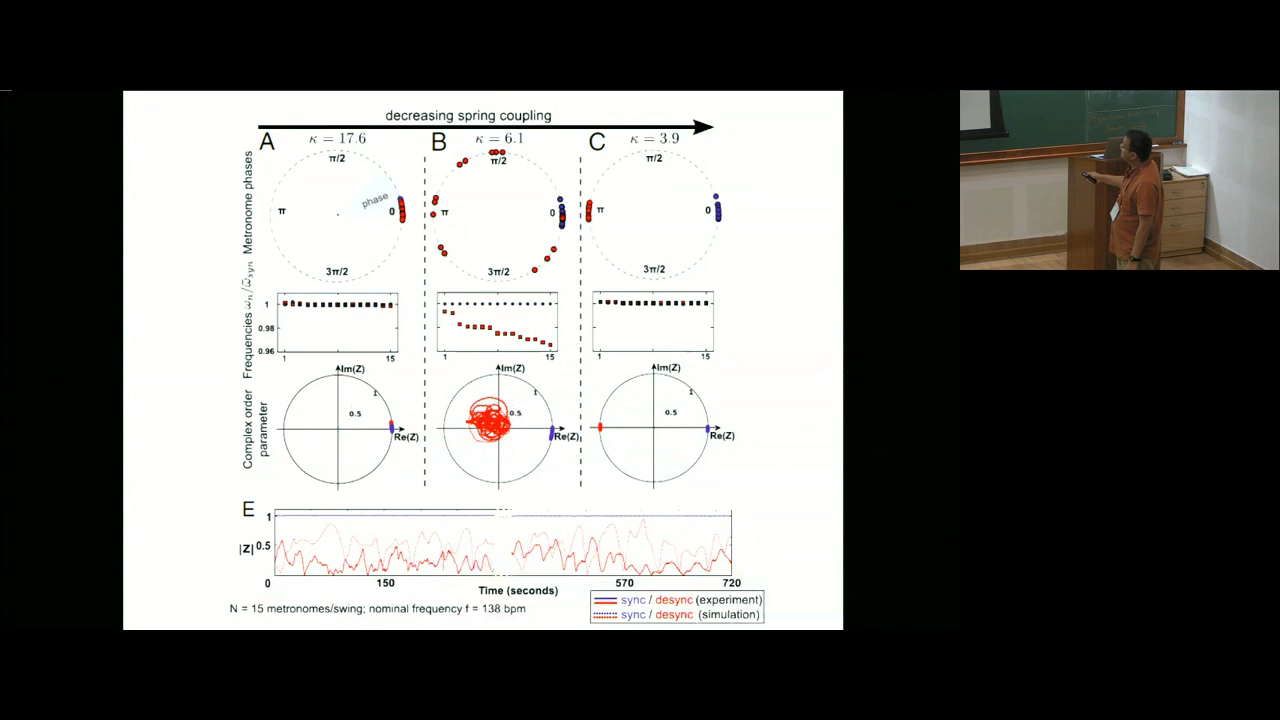 decreasing spring coupling
A κ = 17.6 B κ = 6.1 C κ = 3.9
Metronome phases
π/2 π/2 π/2
phase
π 0 π 0 π 0
3π/2 3π/2 3π/2
Frequencies ω̄n/ω̄syn
1
0.98
0.96
1 15 1 15 1 15
Complex order
parameter
Im(Z) Im(Z) Im(Z)
1 1 1
0.5 0.5 0.5
Re(Z) Re(Z) Re(Z)
E
1
|Z| 0.5
0 150 570 720
Time (seconds)
N = 15 metronomes/swing; nominal frequency f = 138 bpm
sync / desync (experiment)
sync / desync (simulation)